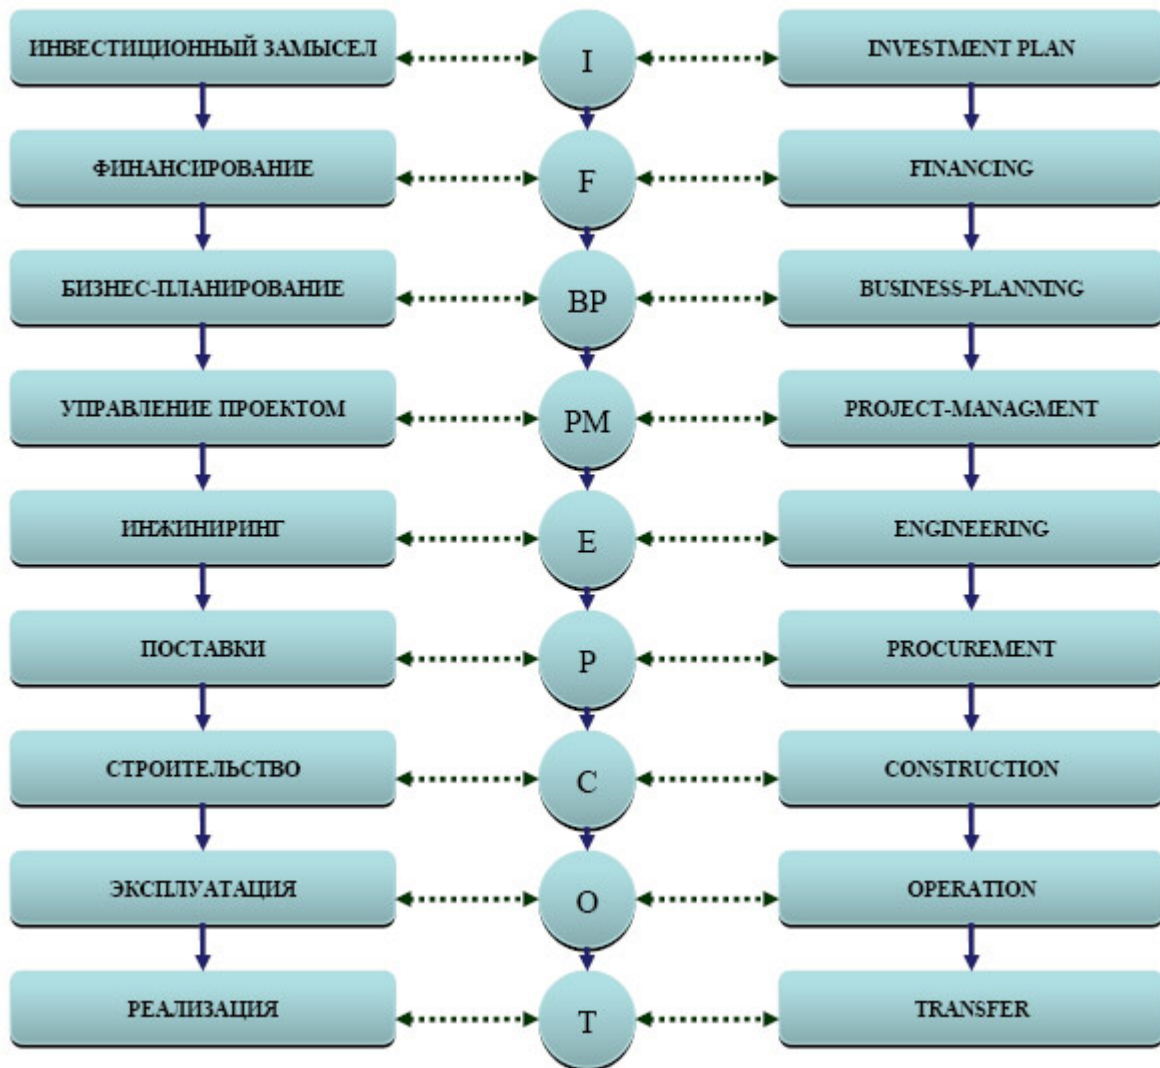 ИНВЕСТИЦИОННЫЙ ЗАМЫСЕЛ
I
INVESTMENT PLAN
ФИНАНСИРОВАНИЕ
F
FINANCING
БИЗНЕС-ПЛАНИРОВАНИЕ
BP
BUSINESS-PLANNING
УПРАВЛЕНИЕ ПРОЕКТОМ
PM
PROJECT-MANAGMENT
ИНЖИНИРИНГ
E
ENGINEERING
ПОСТАВКИ
P
PROCUREMENT
СТРОИТЕЛЬСТВО
C
CONSTRUCTION
ЭКСПЛУАТАЦИЯ
O
OPERATION
РЕАЛИЗАЦИЯ
T
TRANSFER